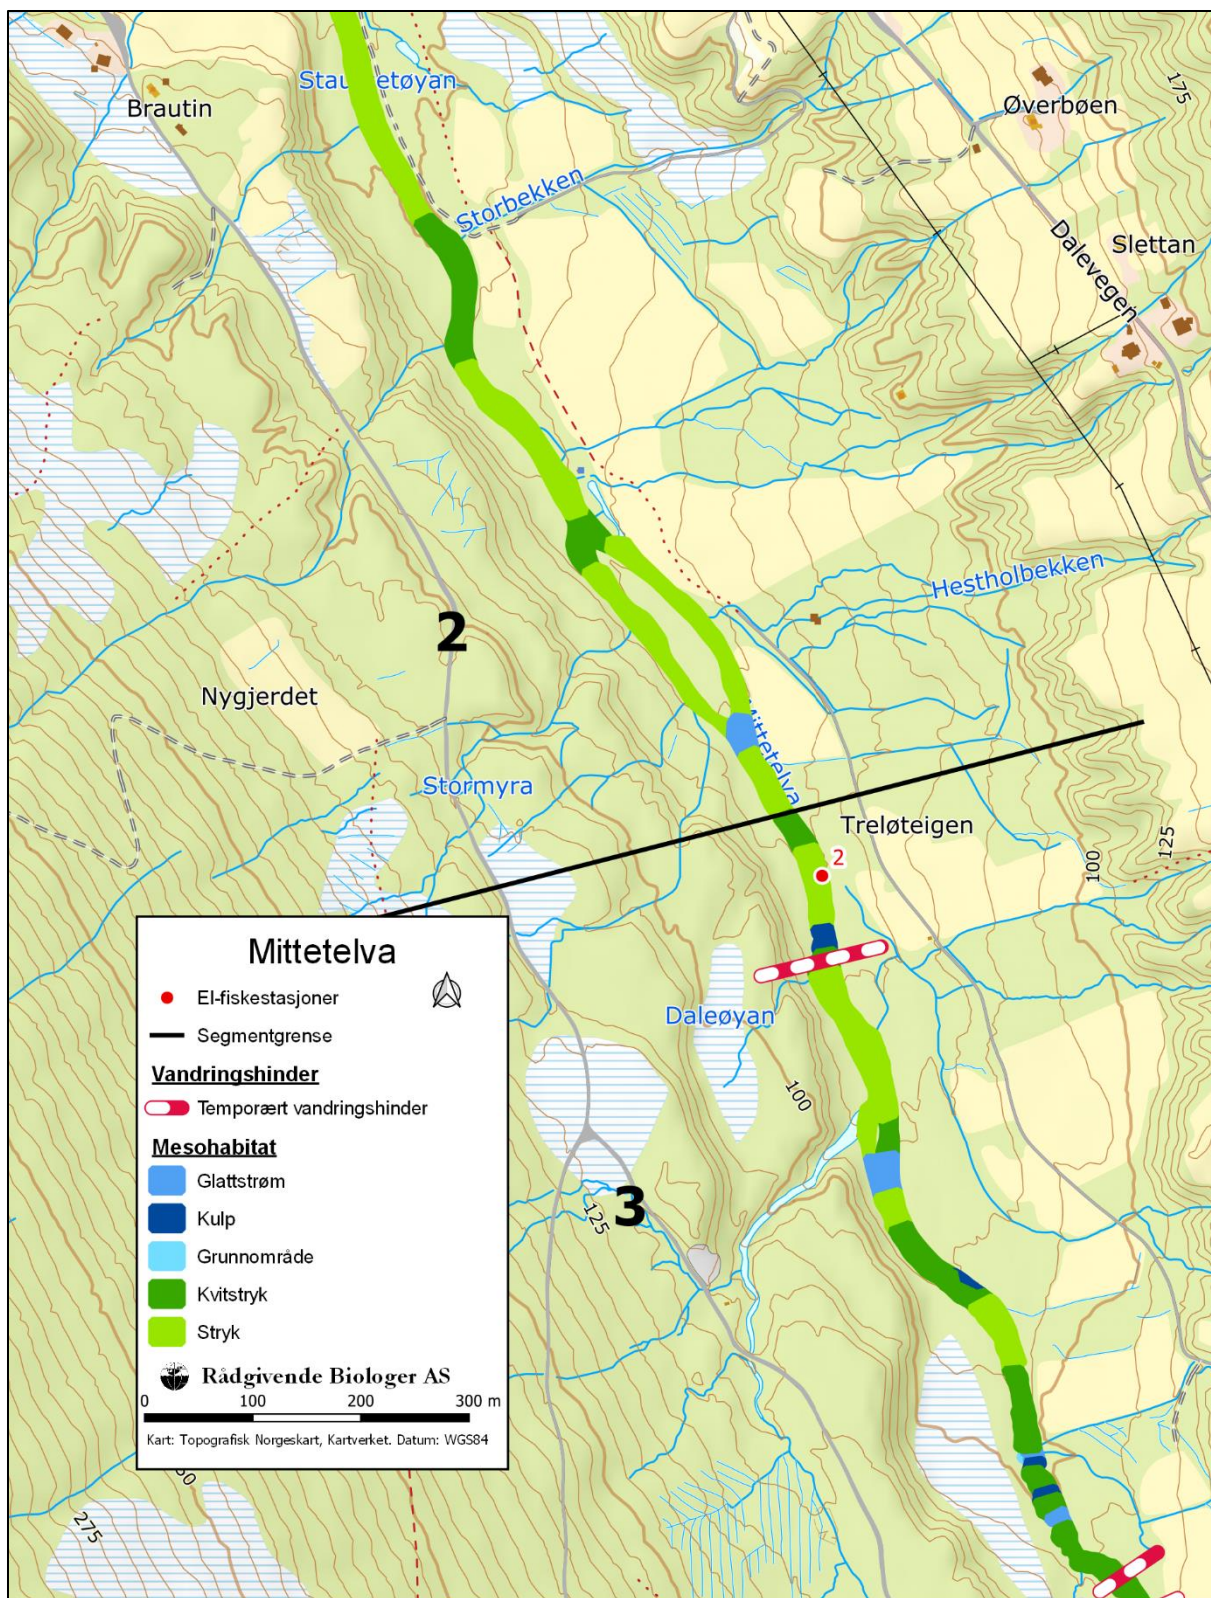 Brautin
Øverbøen
175
Storbekken
Dalevegen
Slettan
Hestholbekken
2
Nygjerdet
Mittetelva
Stormyra
Treløteigen
2
100
125
Daleøyan
100
3
125
275
Mittetelva
El-fiskestasjoner
Segmentgrense
Vandringshinder
Temporært vandringshinder
Mesohabitat
Glattstrøm
Kulp
Grunnområde
Kvitstryk
Stryk
Rådgivende Biologer AS
0 100 200 300 m
Kart: Topografisk Norgeskart, Kartverket. Datum: WGS84